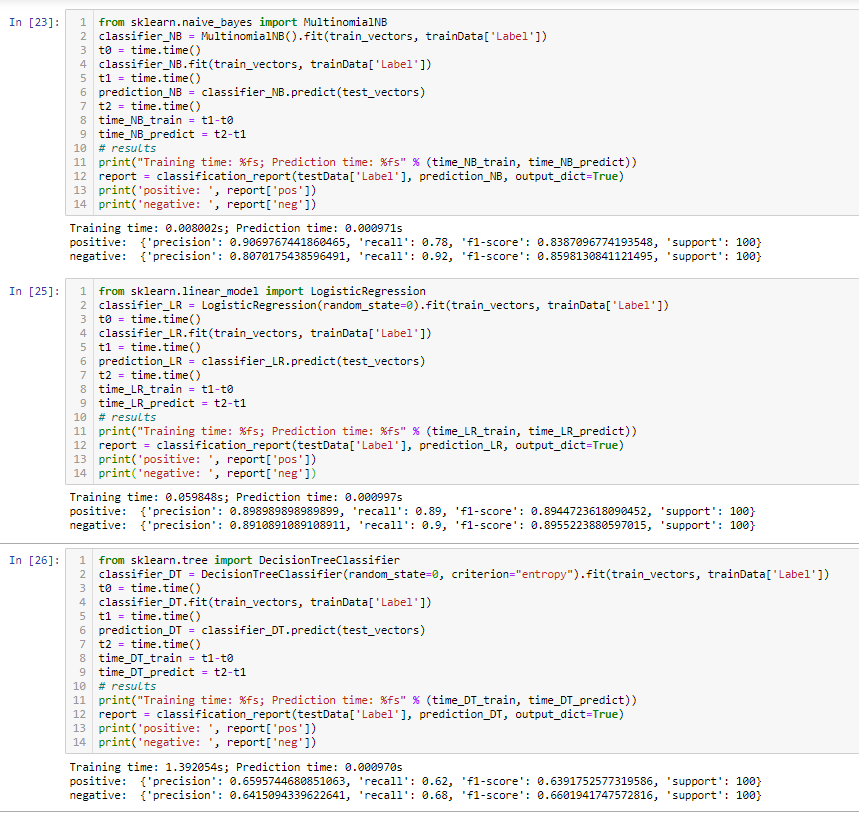 In [23]:
1 from sklearn.naive_bayes import MultinomialNB
2 classifier_NB = MultinomialNB().fit(train_vectors, trainData['Label'])
3 t0 = time.time()
4 classifier_NB.fit(train_vectors, trainData['Label'])
5 t1 = time.time()
6 prediction_NB = classifier_NB.predict(test_vectors)
7 t2 = time.time()
8 time_NB_train = t1-t0
9 time_NB_predict = t2-t1
10 # results
11 print("Training time: %fs; Prediction time: %fs" % (time_NB_train, time_NB_predict))
12 report = classification_report(testData['Label'], prediction_NB, output_dict=True)
13 print('positive: ', report['pos'])
14 print('negative: ', report['neg'])
Training time: 0.008002s; Prediction time: 0.000971s
positive:  {'precision': 0.9069767441860465, 'recall': 0.78, 'f1-score': 0.8387096774193548, 'support': 100}
negative:  {'precision': 0.8070175438596491, 'recall': 0.92, 'f1-score': 0.8598130841121495, 'support': 100}
In [25]:
1 from sklearn.linear_model import LogisticRegression
2 classifier_LR = LogisticRegression(random_state=0).fit(train_vectors, trainData['Label'])
3 t0 = time.time()
4 classifier_LR.fit(train_vectors, trainData['Label'])
5 t1 = time.time()
6 prediction_LR = classifier_LR.predict(test_vectors)
7 t2 = time.time()
8 time_LR_train = t1-t0
9 time_LR_predict = t2-t1
10 # results
11 print("Training time: %fs; Prediction time: %fs" % (time_LR_train, time_LR_predict))
12 report = classification_report(testData['Label'], prediction_LR, output_dict=True)
13 print('positive: ', report['pos'])
14 print('negative: ', report['neg'])
Training time: 0.059848s; Prediction time: 0.000997s
positive:  {'precision': 0.898989898989899, 'recall': 0.89, 'f1-score': 0.8944723618090452, 'support': 100}
negative:  {'precision': 0.8910891089108911, 'recall': 0.9, 'f1-score': 0.8955223880597015, 'support': 100}
In [26]:
1 from sklearn.tree import DecisionTreeClassifier
2 classifier_DT = DecisionTreeClassifier(random_state=0, criterion="entropy").fit(train_vectors, trainData['Label'])
3 t0 = time.time()
4 classifier_DT.fit(train_vectors, trainData['Label'])
5 t1 = time.time()
6 prediction_DT = classifier_DT.predict(test_vectors)
7 t2 = time.time()
8 time_DT_train = t1-t0
9 time_DT_predict = t2-t1
10 # results
11 print("Training time: %fs; Prediction time: %fs" % (time_DT_train, time_DT_predict))
12 report = classification_report(testData['Label'], prediction_DT, output_dict=True)
13 print('positive: ', report['pos'])
14 print('negative: ', report['neg'])
Training time: 1.392054s; Prediction time: 0.000970s
positive:  {'precision': 0.6595744680851063, 'recall': 0.62, 'f1-score': 0.6391752577319586, 'support': 100}
negative:  {'precision': 0.6415094339622641, 'recall': 0.68, 'f1-score': 0.6601941747572816, 'support': 100}